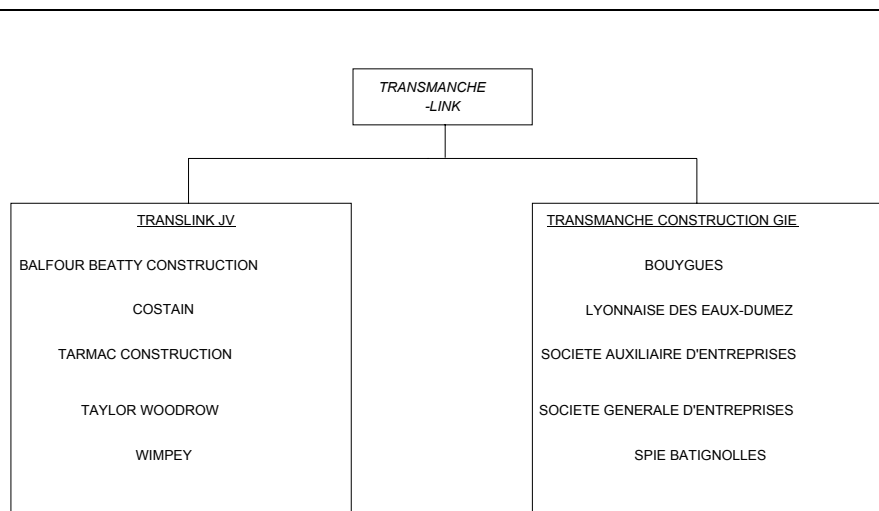 TRANSMANCHE
-LINK
TRANSLINK JV
BALFOUR BEATTY CONSTRUCTION
COSTAIN
TARMAC CONSTRUCTION
TAYLOR WOODROW
WIMPEY
TRANSMANCHE CONSTRUCTION GIE
BOUYGUES
LYONNAISE DES EAUX-DUMEZ
SOCIETE AUXILIAIRE D'ENTREPRISES
SOCIETE GENERALE D'ENTREPRISES
SPIE BATIGNOLLES